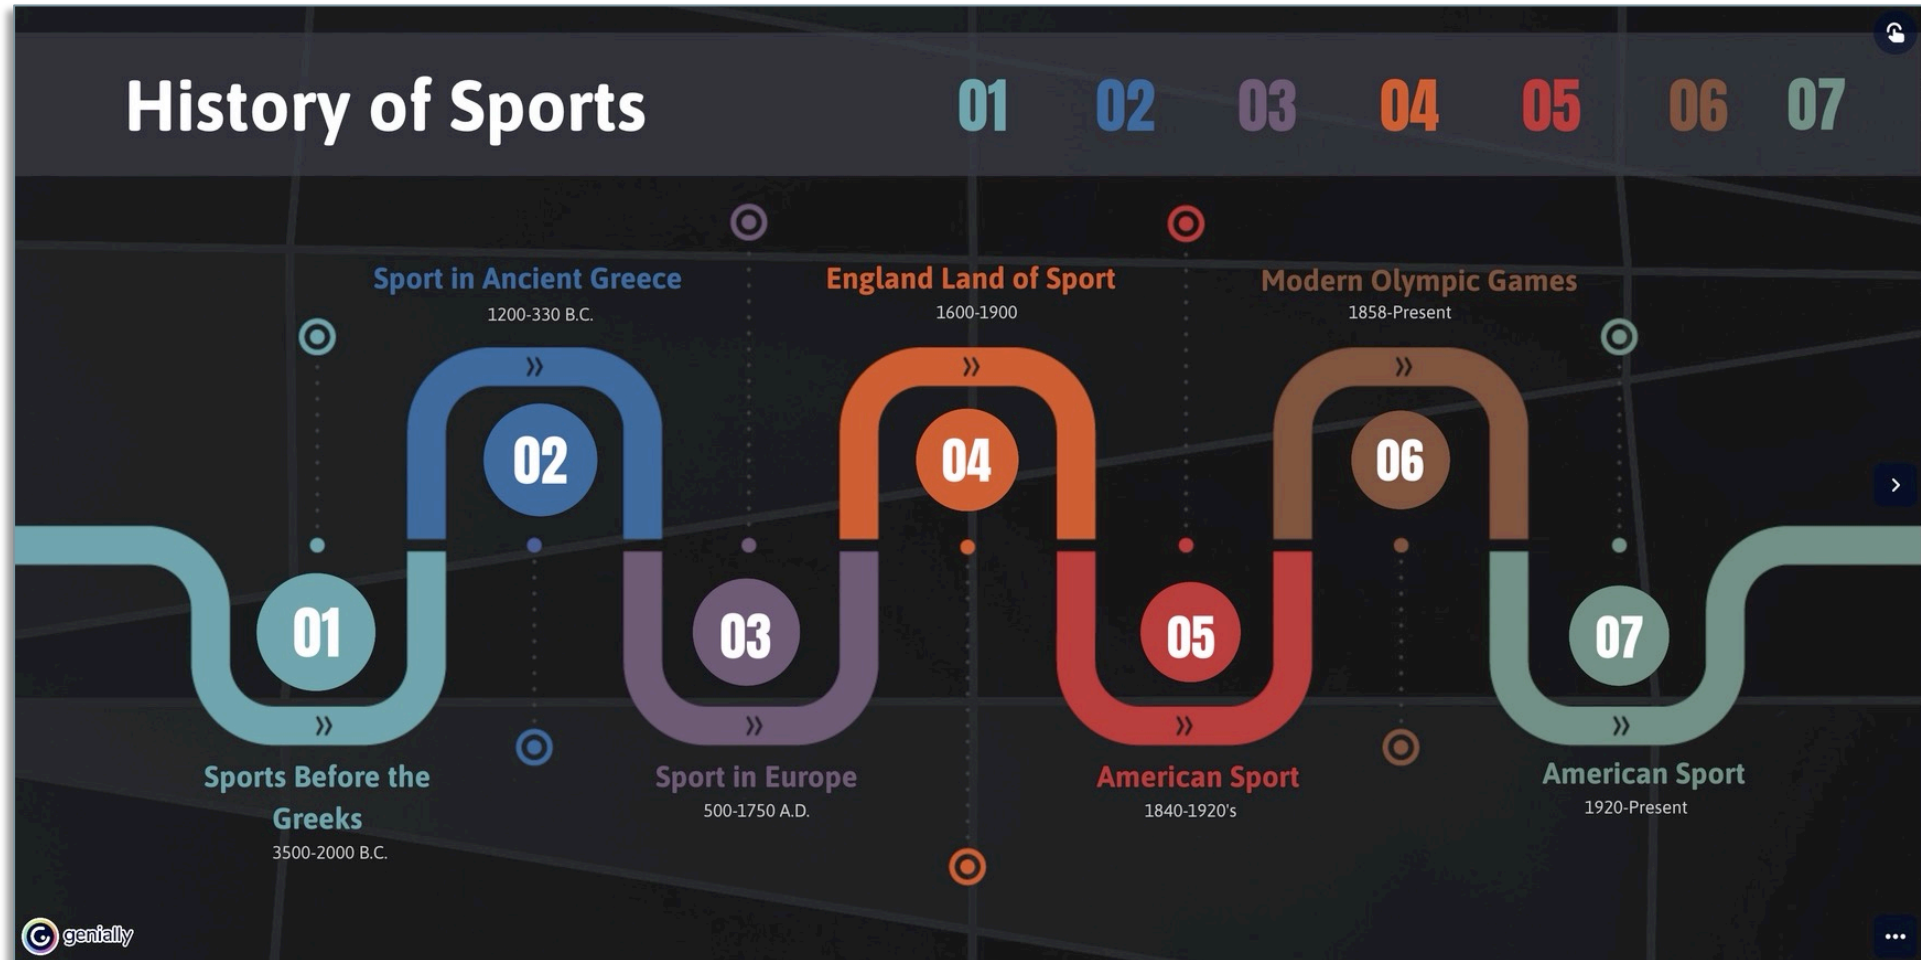 History of Sports
01 02 03 04 05 06 07
Sport in Ancient Greece
1200-330 B.C.
England Land of Sport
1600-1900
Modern Olympic Games
1858-Present
02
04
06
01
03
05
07
Sports Before the
Greeks
3500-2000 B.C.
Sport in Europe
500-1750 A.D.
American Sport
1840-1920's
American Sport
1920-Present
genially